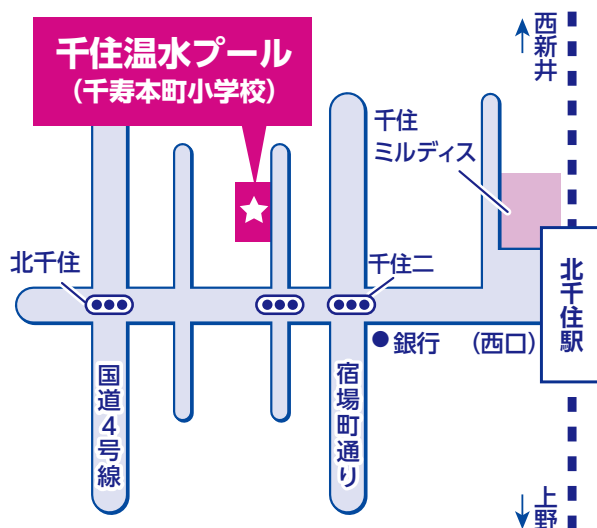 千住温水プール
（千寿本町小学校）
西新井
千住
ミルディス
北千住
千住二
北千住駅
銀行
（西口）
国道4号線
宿場町通り
上野